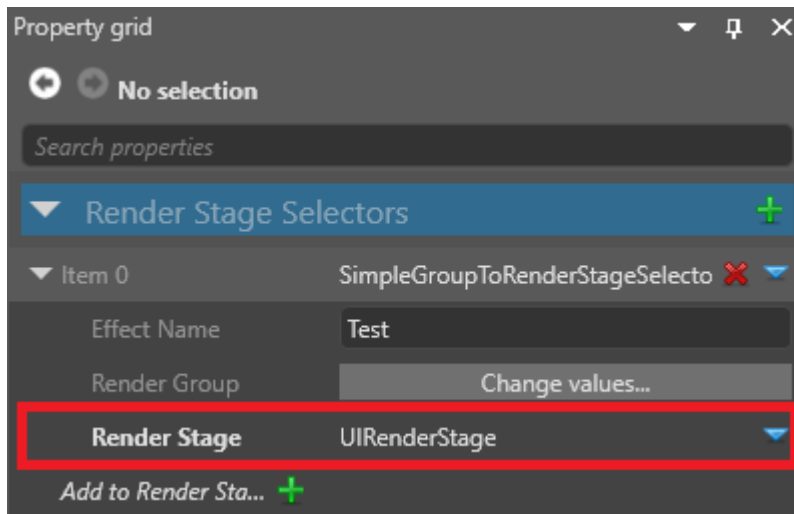 Property grid
No selection
Search properties
Render Stage Selectors
Item 0 SimpleGroupToRenderStageSelecto
Effect Name Test
Render Group Change values...
Render Stage UIRenderStage
Add to Render Sta...